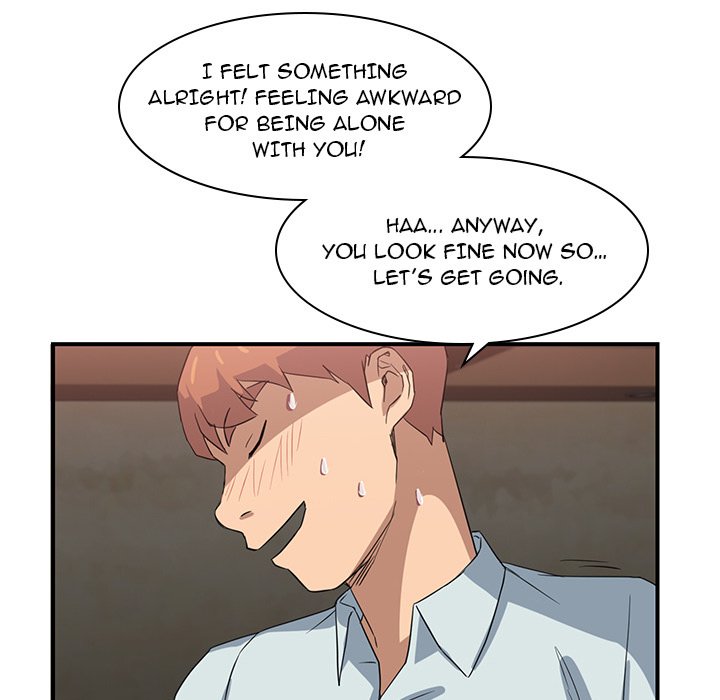 I FELT SOMETHING
ALRIGHT! FEELING AWKWARD
FOR BEING ALONE
WITH YOU!
HAA... ANYWAY,
YOU LOOK FINE NOW SO...
LET'S GET GOING.